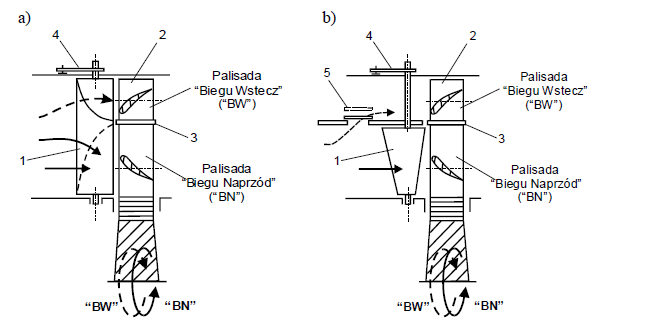 a)
4
2
Palisada
“Biegu Wstecz”
(“BW”)
3
1
Palisada
“Biegu Naprzód”
(“BN”)
“BW”
“BN”
b)
4
2
5
Palisada
“Biegu Wstecz”
(“BW”)
3
1
Palisada
“Biegu Naprzód”
(“BN”)
“BW”
“BN”